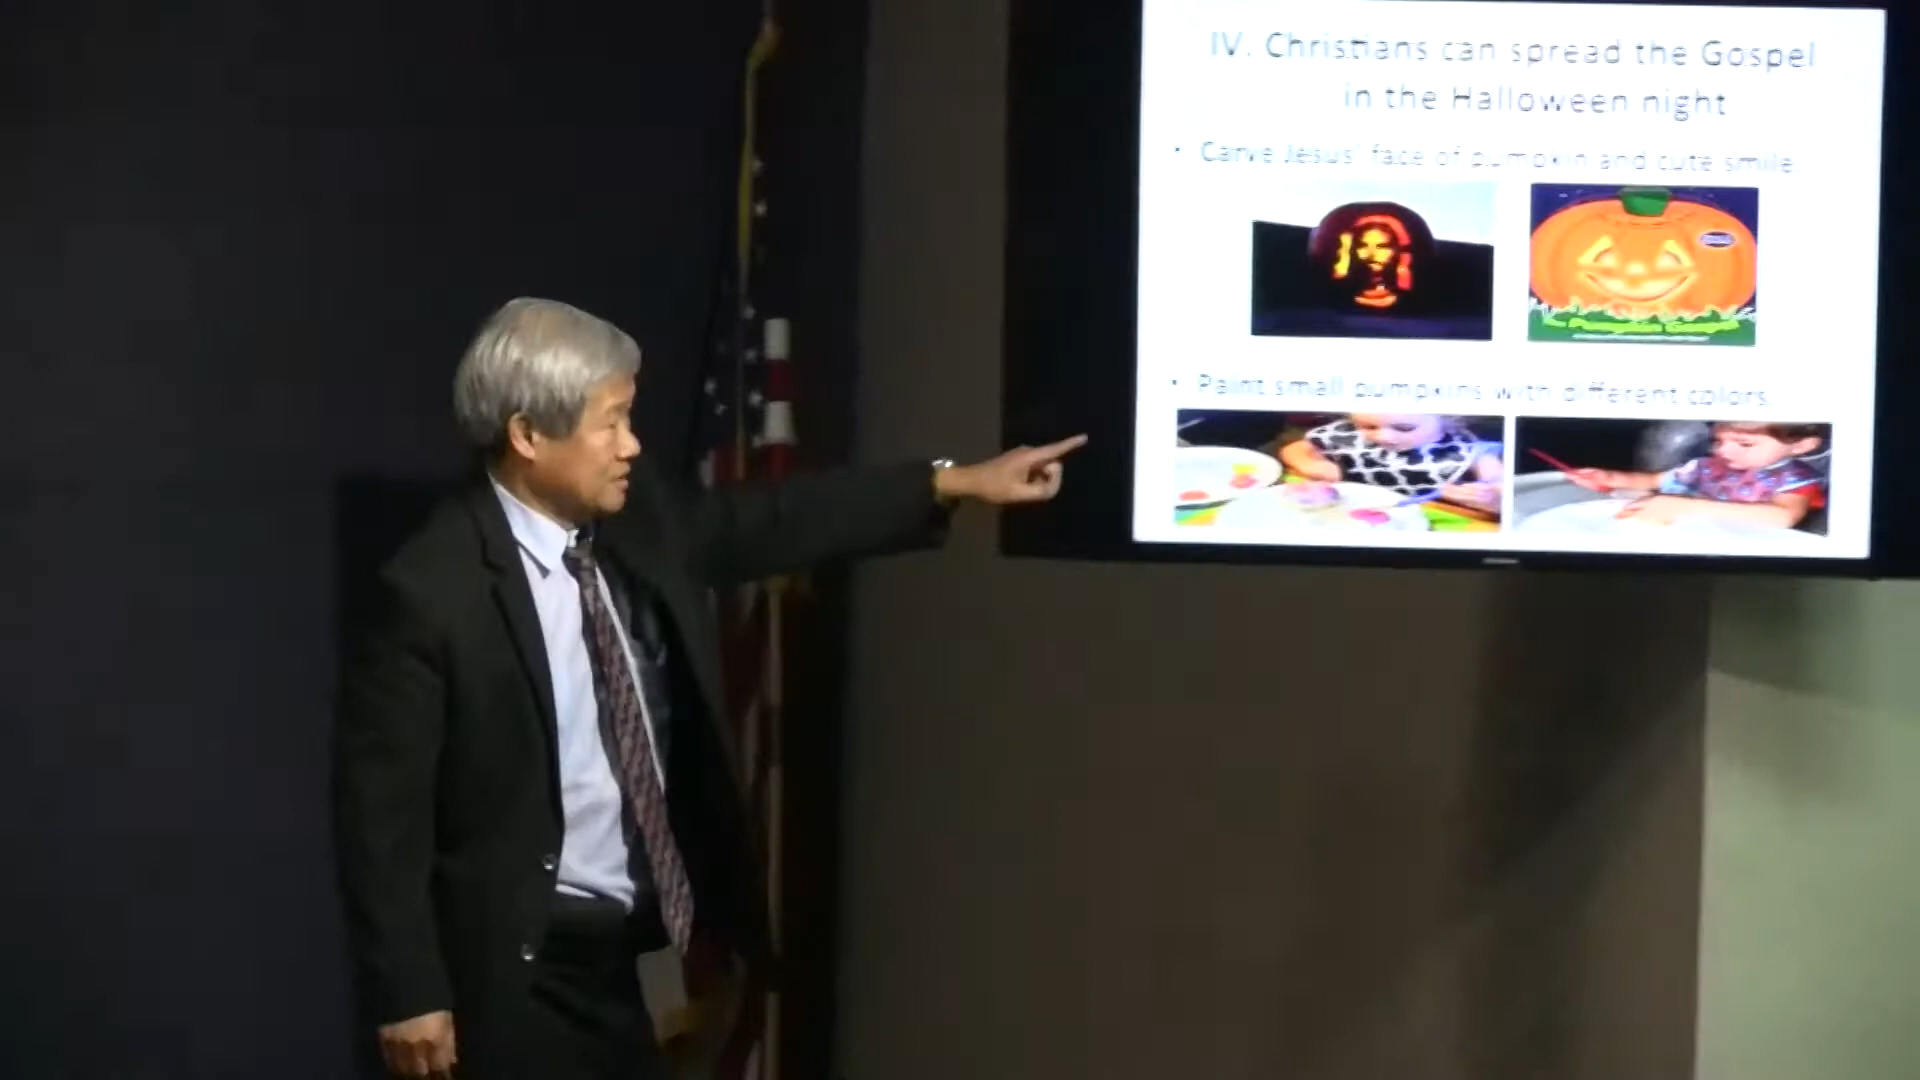 IV. Christians can spread the Gospel
in the Halloween night
• Carve Jesus' face of pumpkin and cute smile
• Paint small pumpkins with different colors